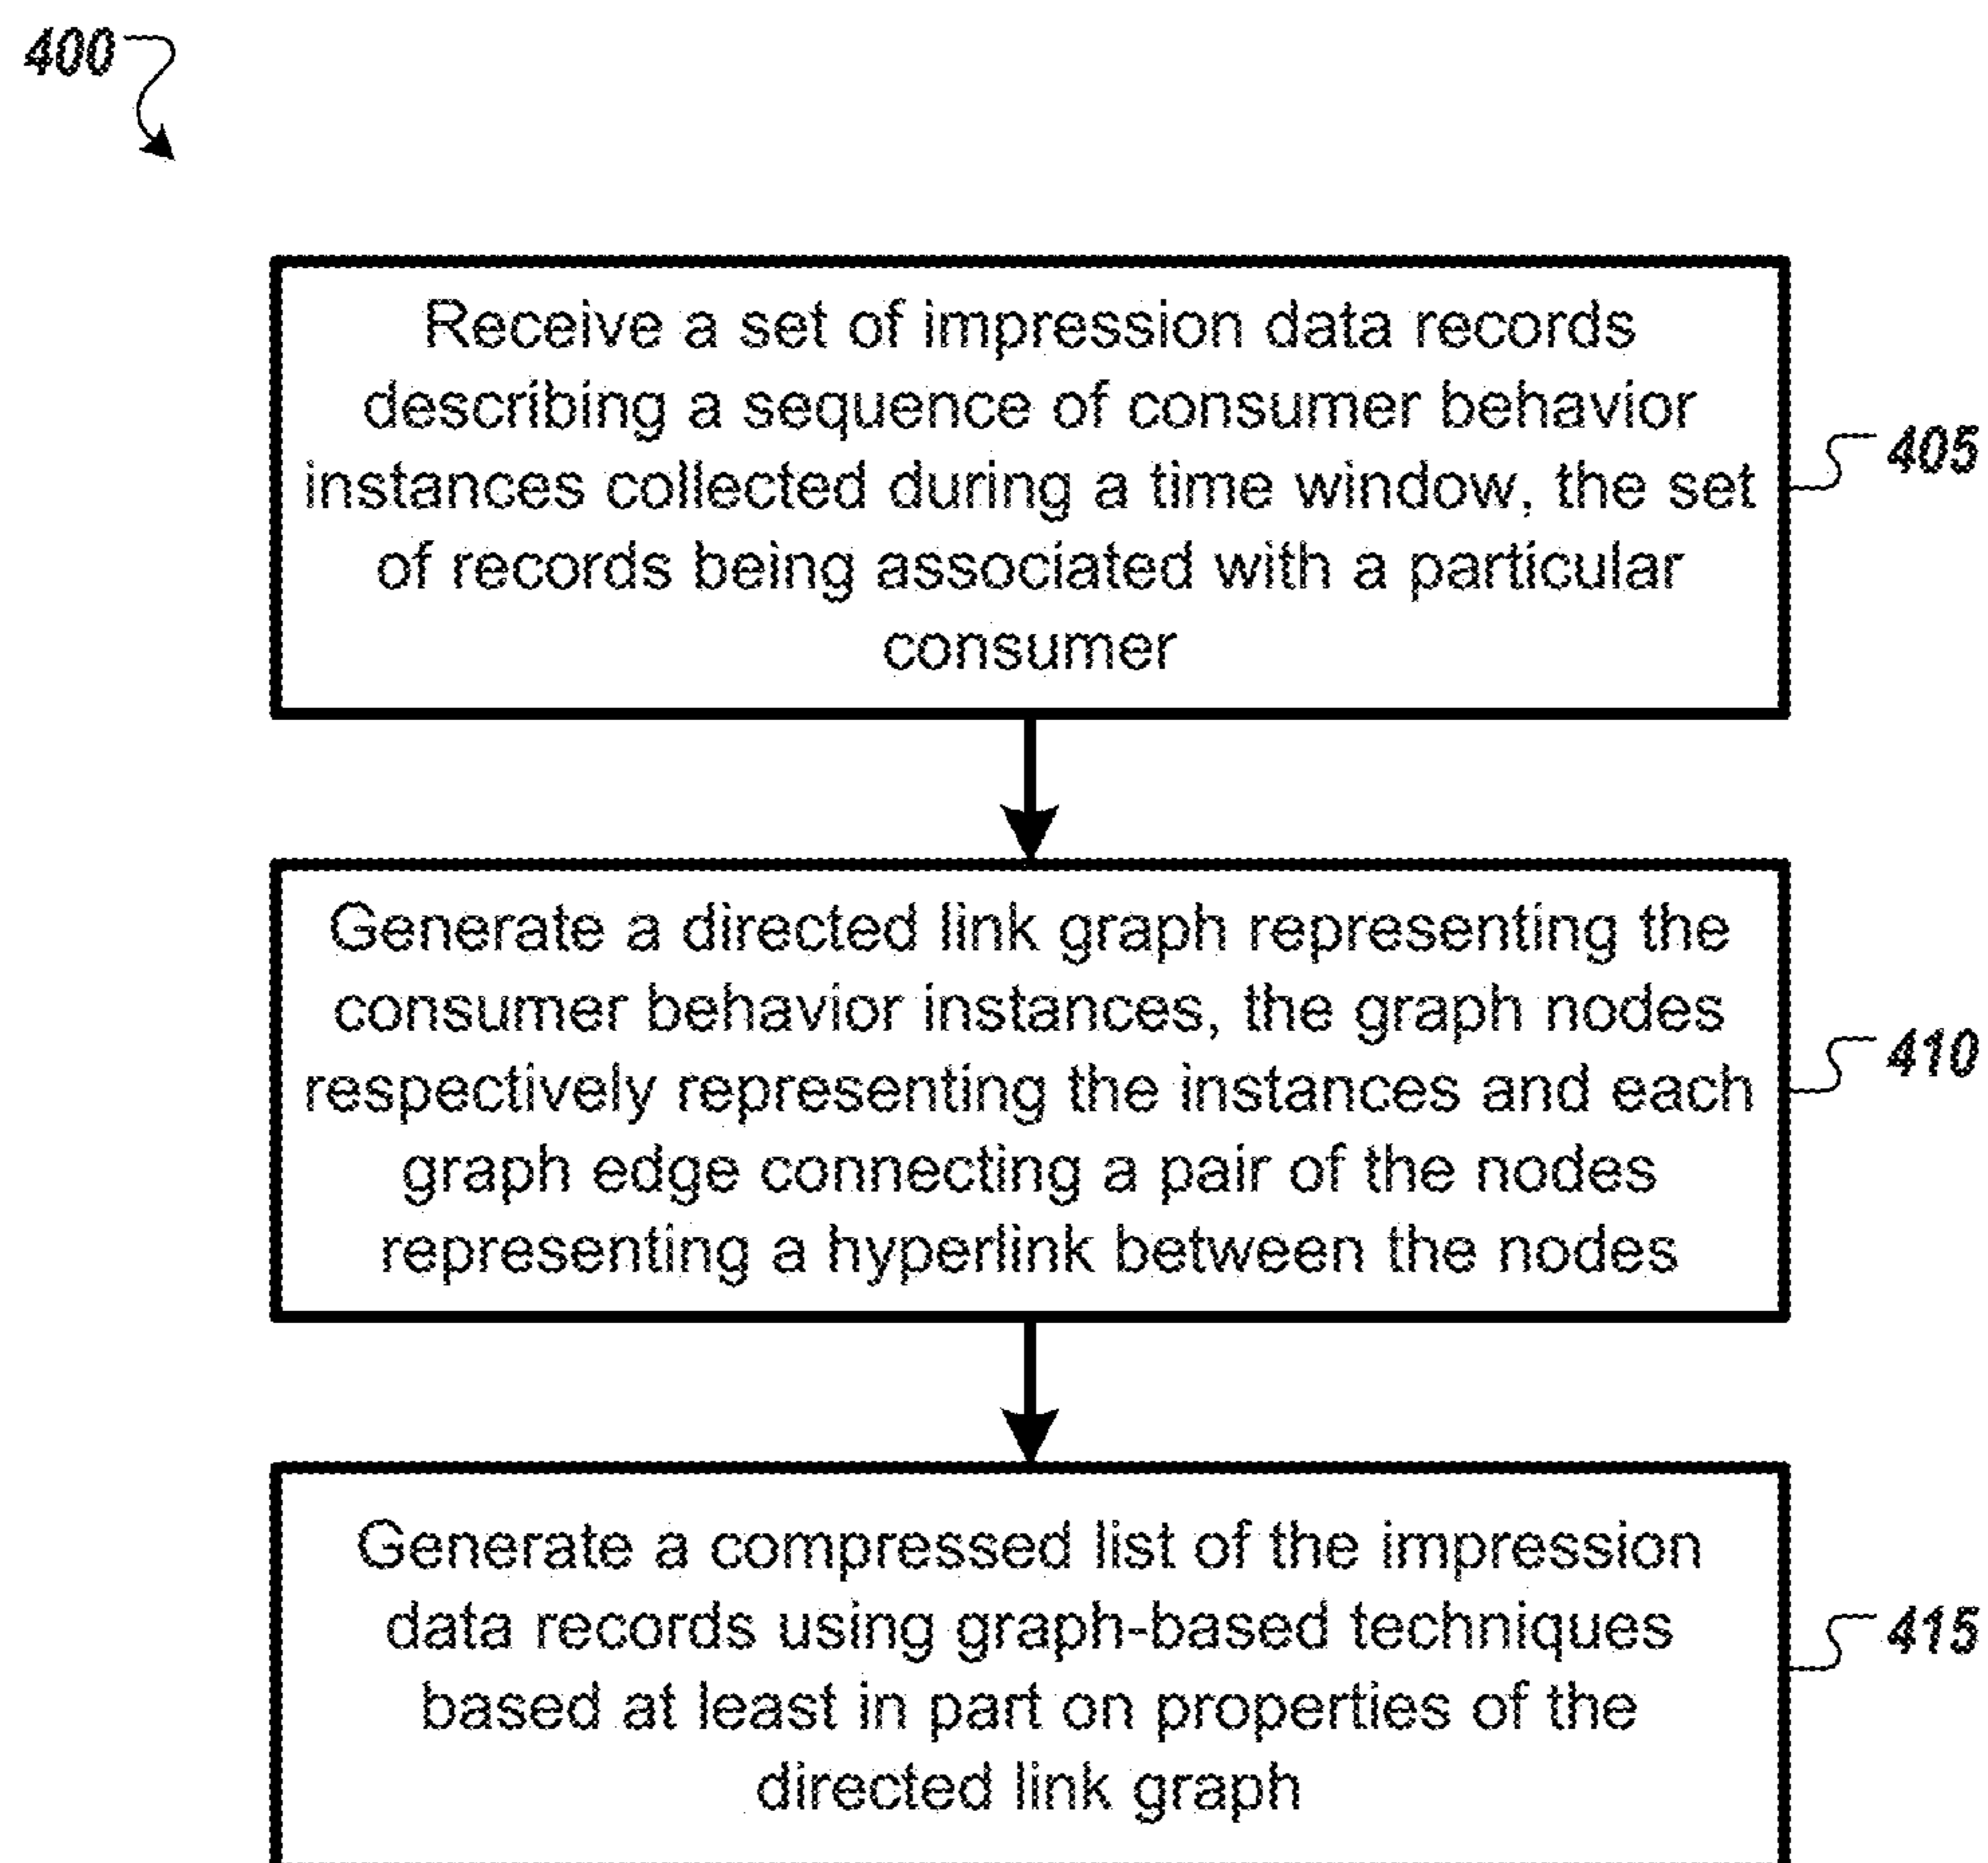 400
Receive a set of impression data records
describing a sequence of consumer behavior
instances collected during a time window, the set
of records being associated with a particular
consumer
405
Generate a directed link graph representing the
consumer behavior instances, the graph nodes
respectively representing the instances and each
graph edge connecting a pair of the nodes
representing a hyperlink between the nodes
410
Generate a compressed list of the impression
data records using graph-based techniques
based at least in part on properties of the
directed link graph
415